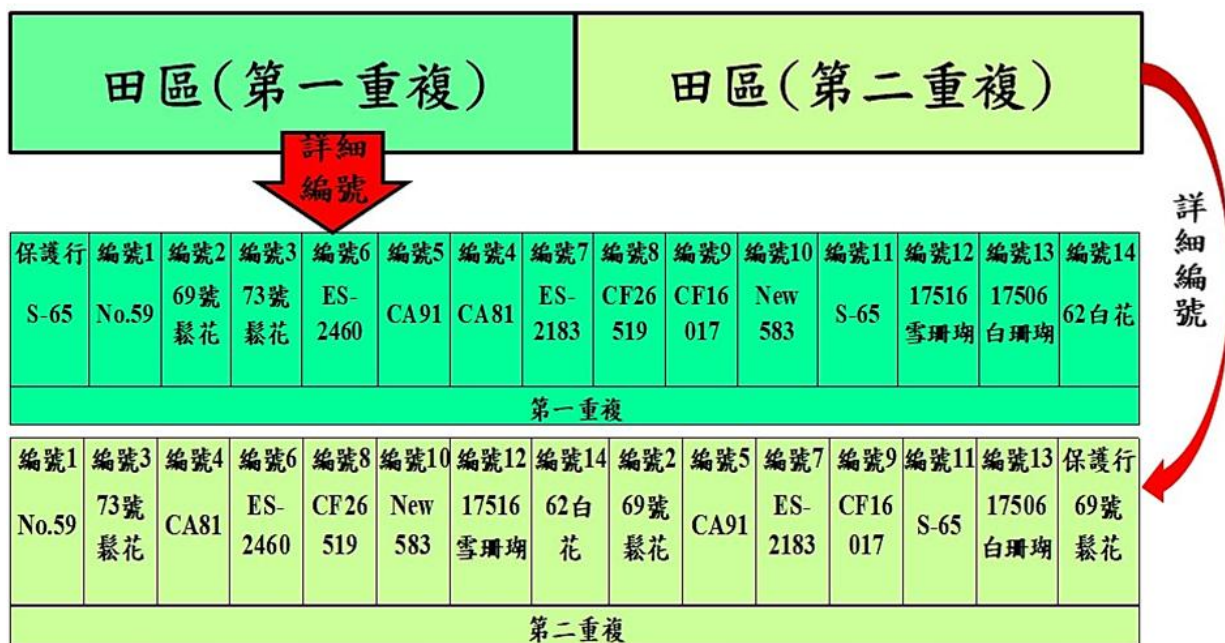 田區(第一重複)
田區(第二重複)
詳細
編號
詳細編號
保護行 編號1 編號2 編號3 編號6 編號5 編號4 編號7 編號8 編號9 編號10 編號11 編號12 編號13 編號14
S-65 No.59 69號 73號 ES- CA91 CA81 ES- CF26 CF16 New S-65 17516 17506 62白花
鬆花 鬆花 2460 2183 519 017 583 雪珊瑚 白珊瑚
第一重複
編號1 編號3 編號4 編號6 編號8 編號10 編號12 編號14 編號2 編號5 編號7 編號9 編號11 編號13 保護行
No.59 73號 CA81 ES- CF26 New 17516 62白 69號 CA91 ES- CF16 S-65 17506 69號
鬆花 2460 519 583 雪珊瑚 花 鬆花 2183 017 白珊瑚 鬆花
第二重複